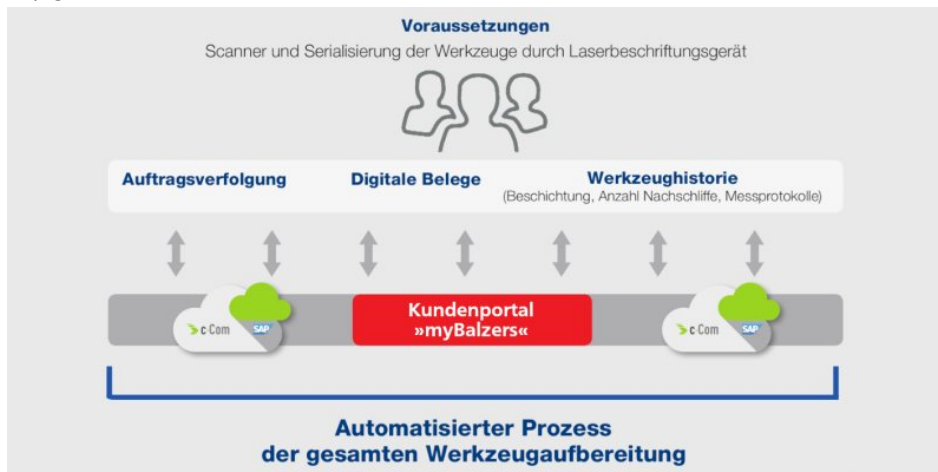 Voraussetzungen
Scanner und Serialisierung der Werkzeuge durch Laserbeschriftungsgerät
Auftragsverfolgung
Digitale Belege
Werkzeughistorie
(Beschichtung, Anzahl Nachschliffe, Messprotokolle)
c-Com
SAP
Kundenportal
»myBalzers«
c-Com
SAP
Automatisierter Prozess
der gesamten Werkzeugaufbereitung